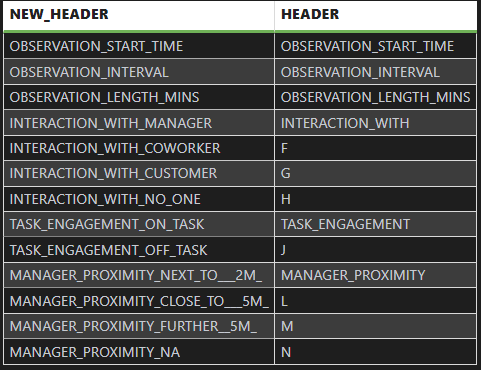 NEW_HEADER HEADER
OBSERVATION_START_TIME OBSERVATION_START_TIME
OBSERVATION_INTERVAL OBSERVATION_INTERVAL
OBSERVATION_LENGTH_MINS OBSERVATION_LENGTH_MINS
INTERACTION_WITH_MANAGER INTERACTION_WITH
INTERACTION_WITH_COWORKER F
INTERACTION_WITH_CUSTOMER G
INTERACTION_WITH_NO_ONE H
TASK_ENGAGEMENT_ON_TASK TASK_ENGAGEMENT
TASK_ENGAGEMENT_OFF_TASK J
MANAGER_PROXIMITY_NEXT_TO___2M_ MANAGER_PROXIMITY
MANAGER_PROXIMITY_CLOSE_TO___5M_ L
MANAGER_PROXIMITY_FURTHER__5M_ M
MANAGER_PROXIMITY_NA N